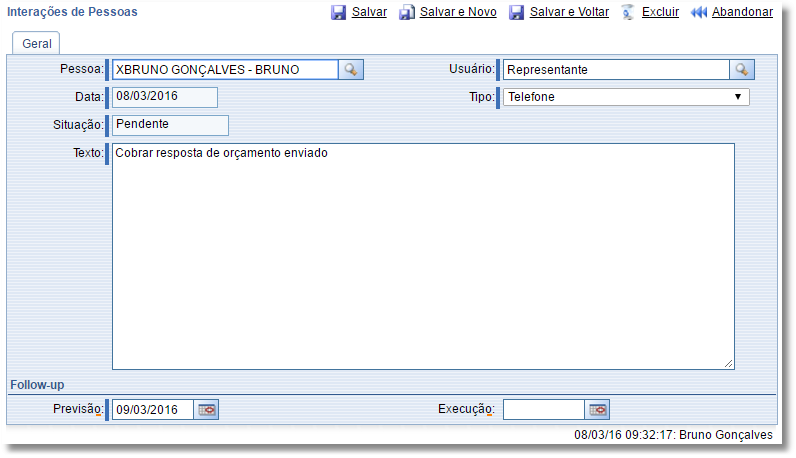 Interações de Pessoas Salvar Salvar e Novo Salvar e Voltar Excluir Abandonar
Geral
Pessoa: XBRUNO GONÇALVES - BRUNO Usuário: Representante
Data: 08/03/2016 Tipo: Telefone
Situação: Pendente
Texto: Cobrar resposta de orçamento enviado
Follow-up
Previsão: 09/03/2016 Execução:
08/03/16 09:32:17: Bruno Gonçalves